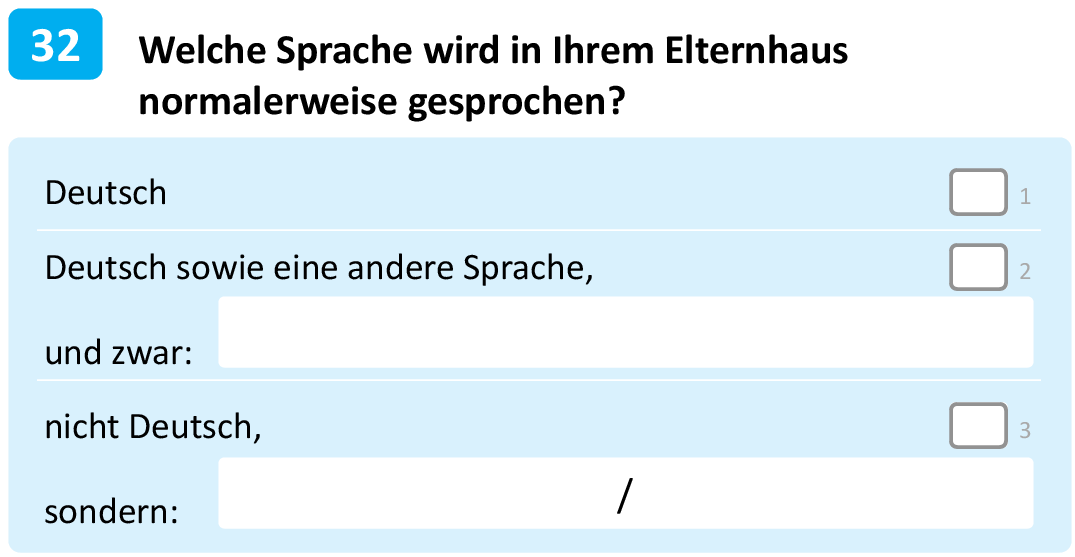 32
Welche Sprache wird in Ihrem Elternhaus
normalerweise gesprochen?
Deutsch 1
Deutsch sowie eine andere Sprache, 2
und zwar:
nicht Deutsch, 3
sondern: /